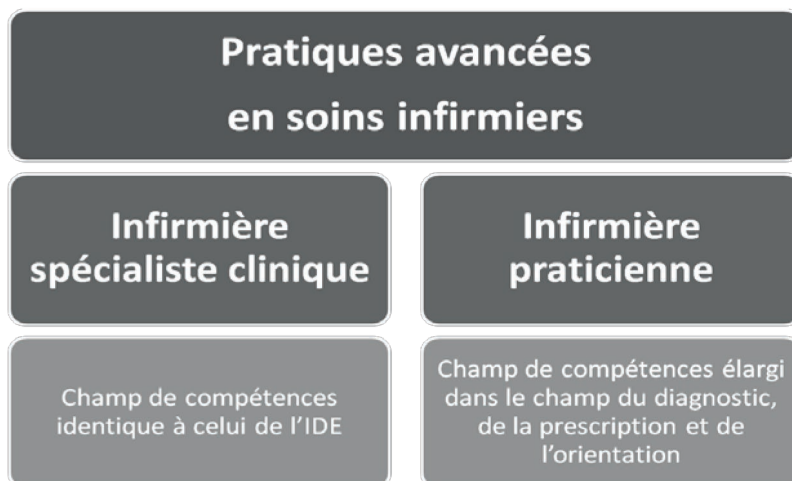 Pratiques avancées
en soins infirmiers
Infirmière
spécialiste clinique
Infirmière
praticienne
Champ de compétences
identique à celui de l'IDE
Champ de compétences élargi
dans le champ du diagnostic,
de la prescription et de
l'orientation